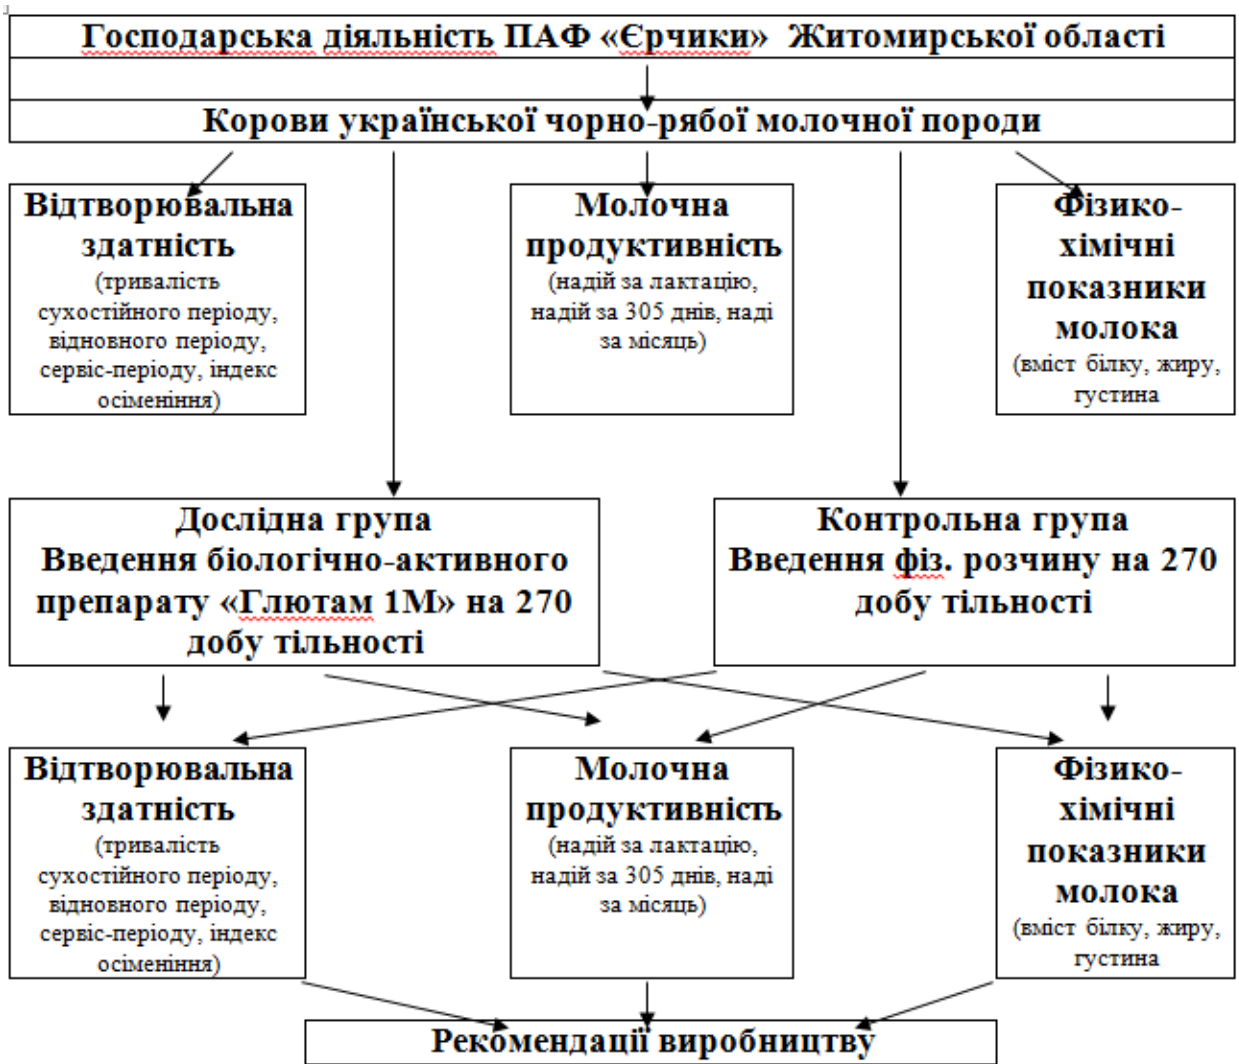 Господарська діяльність ПАФ «Єрчики» Житомирської області
Корови української чорно-рябої молочної породи
Відтворювальна
здатність
(тривалість
сухостійного періоду,
відновного періоду,
сервіс-періоду, індекс
осіменіння)
Молочна
продуктивність
(надій за лактацію,
надій за 305 днів, наді
за місяць)
Фізико-
хімічні
показники
молока
(вміст білку, жиру,
густина
Дослідна група
Введення біологічно-активного
препарату «Глютам 1М» на 270
добу тільності
Контрольна група
Введення фіз. розчину на 270
добу тільності
Відтворювальна
здатність
(тривалість
сухостійного періоду,
відновного періоду,
сервіс-періоду, індекс
осіменіння)
Молочна
продуктивність
(надій за лактацію,
надій за 305 днів, наді
за місяць)
Фізико-
хімічні
показники
молока
(вміст білку, жиру,
густина
Рекомендації виробництву